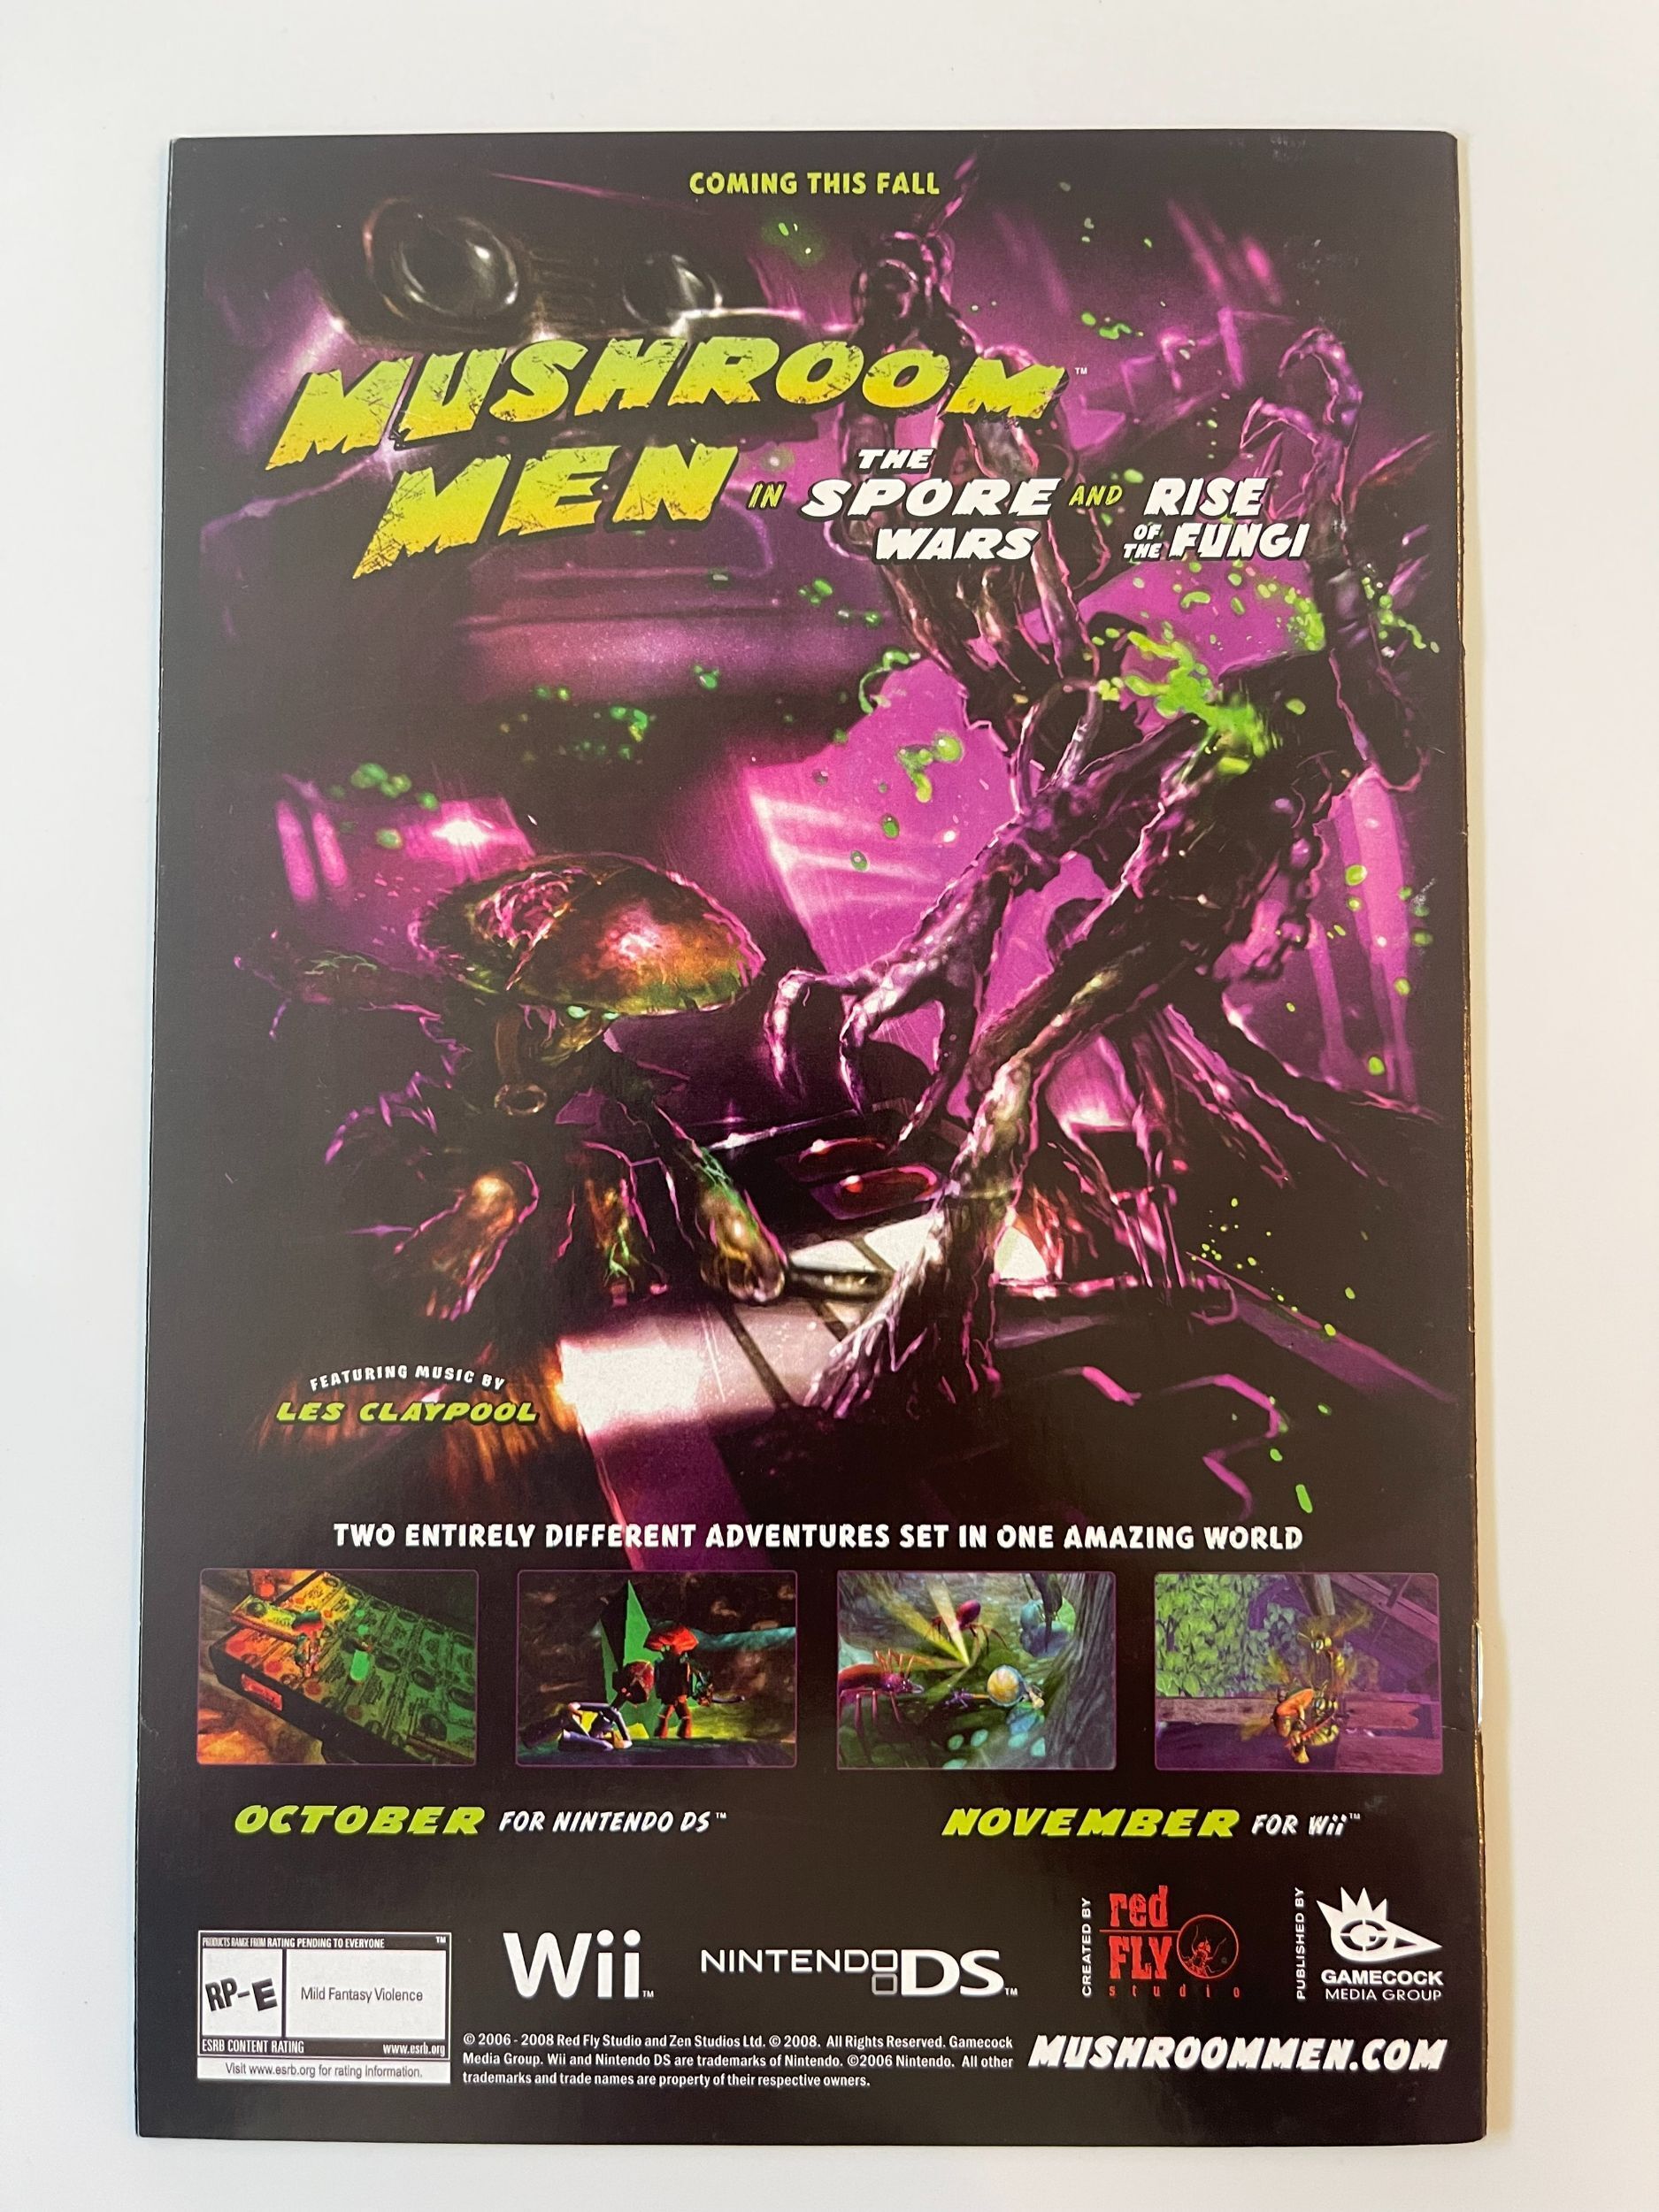 COMING THIS FALL
MUSHROOM™
MEN IN THE SPORE WARS AND RISE OF THE FUNGI
FEATURING MUSIC BY
LES CLAYPOOL
TWO ENTIRELY DIFFERENT ADVENTURES SET IN ONE AMAZING WORLD
OCTOBER FOR NINTENDO DS™
NOVEMBER FOR Wii™
PRODUCTS RANGE FROM RATING PENDING TO EVERYONE ™
RP-E
Mild Fantasy Violence
ESRB CONTENT RATING www.esrb.org
Visit www.esrb.org for rating information.
Wii™
NINTENDO DS™
CREATED BY
red
FLY
studio
PUBLISHED BY
GAMECOCK
MEDIA GROUP
© 2006 - 2008 Red Fly Studio and Zen Studios Ltd. © 2008. All Rights Reserved. Gamecock
Media Group. Wii and Nintendo DS are trademarks of Nintendo. ©2006 Nintendo. All other
trademarks and trade names are property of their respective owners.
MUSHROOMMEN.COM